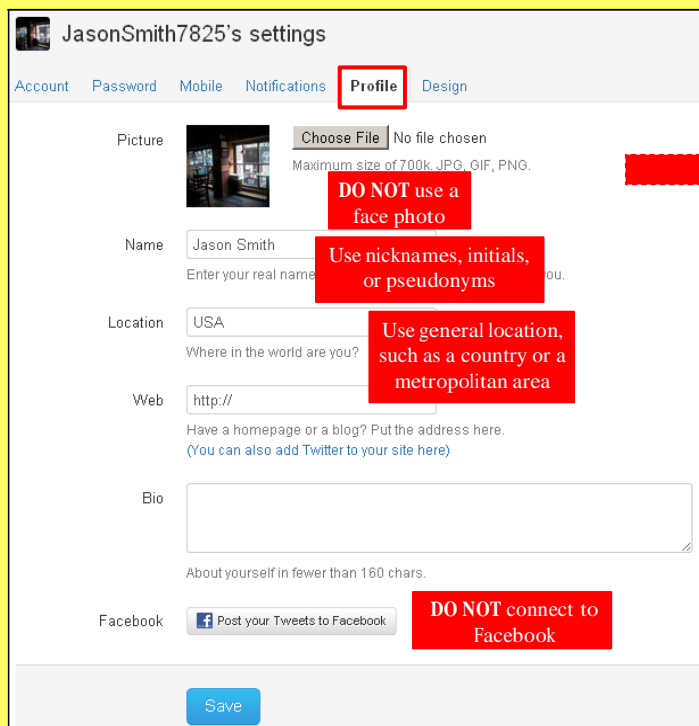 JasonSmith7825's settings
Account Password Mobile Notifications Profile Design
Picture
Choose File No file chosen
Maximum size of 700k. JPG, GIF, PNG.
DO NOT use a
face photo
Name
Jason Smith
Use nicknames, initials,
or pseudonyms
Enter your real name you.
Location
USA
Use general location,
such as a country or a
metropolitan area
Where in the world are you?
Web
http://
Have a homepage or a blog? Put the address here.
(You can also add Twitter to your site here)
Bio
About yourself in fewer than 160 chars.
Facebook
Post your Tweets to Facebook
DO NOT connect to
Facebook
Save